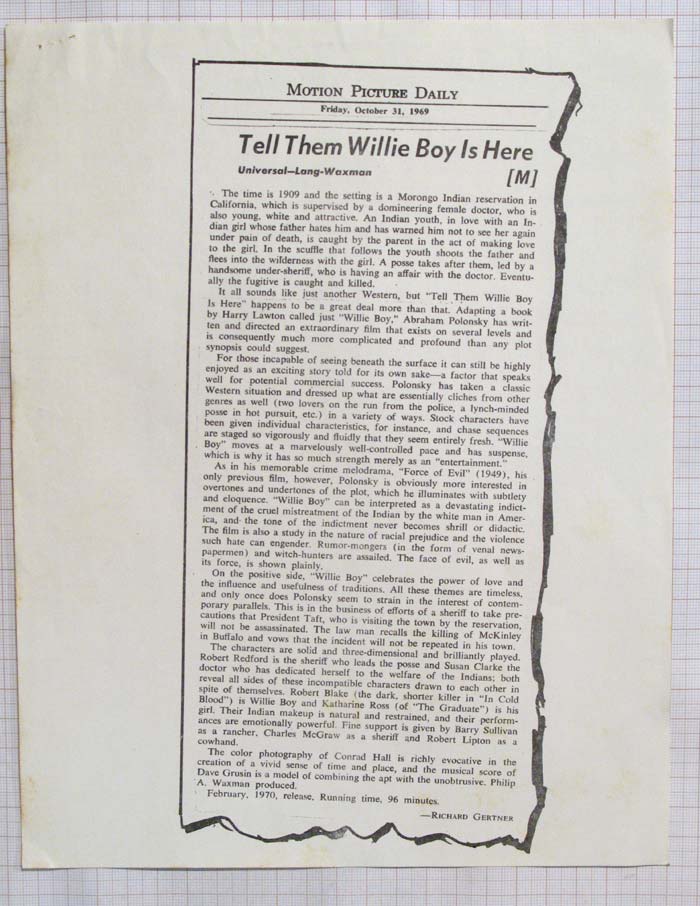 MOTION PICTURE DAILY
Friday, October 31, 1969
Tell Them Willie Boy Is Here
Universal—Lang-Waxman [M]
The time is 1909 and the setting is a Morongo Indian reservation in
California, which is supervised by a domineering female doctor, who is
also young, white and attractive. An Indian youth, in love with an In-
dian girl whose father hates him and has warned him not to see her again
under pain of death, is caught by the parent in the act of making love
to the girl. In the scuffle that follows the youth shoots the father and
flees into the wilderness with the girl. A posse takes after them, led by a
handsome under-sheriff, who is having an affair with the doctor. Eventu-
ally the fugitive is caught and killed.
It all sounds like just another Western, but "Tell Them Willie Boy
Is Here" happens to be a great deal more than that. Adapting a book
by Harry Lawton called just "Willie Boy," Abraham Polonsky has writ-
ten and directed an extraordinary film that exists on several levels and
is consequently much more complicated and profound than any plot
synopsis could suggest.
For those incapable of seeing beneath the surface it can still be highly
enjoyed as an exciting story told for its own sake—a factor that speaks
well for potential commercial success. Polonsky has taken a classic
Western situation and dressed up what are essentially cliches from other
genres as well (two lovers on the run from the police, a lynch-minded
posse in hot pursuit, etc.) in a variety of ways. Stock characters have
been given individual characteristics, for instance, and chase sequences
are staged so vigorously and fluidly that they seem entirely fresh. "Willie
Boy" moves at a marvelously well-controlled pace and has suspense,
which is why it has so much strength merely as an "entertainment."
As in his memorable crime melodrama, "Force of Evil" (1949), his
only previous film, however, Polonsky is obviously more interested in
overtones and undertones of the plot, which he illuminates with subtlety
and eloquence. "Willie Boy" can be interpreted as a devastating indict-
ment of the cruel mistreatment of the Indian by the white man in Amer-
ica, and the tone of the indictment never becomes shrill or didactic.
The film is also a study in the nature of racial prejudice and the violence
such hate can engender. Rumor-mongers (in the form of venal news-
papermen) and witch-hunters are assailed. The face of evil, as well as
its force, is shown plainly.
On the positive side, "Willie Boy" celebrates the power of love and
the influence and usefulness of traditions. All these themes are timeless,
and only once does Polonsky seem to strain in the interest of contem-
porary parallels. This is in the business of efforts of a sheriff to take pre-
cautions that President Taft, who is visiting the town by the reservation,
will not be assassinated. The law man recalls the killing of McKinley
in Buffalo and vows that the incident will not be repeated in his town.
The characters are solid and three-dimensional and brilliantly played.
Robert Redford is the sheriff who leads the posse and Susan Clarke the
doctor who has dedicated herself to the welfare of the Indians; both
reveal all sides of these incompatible characters drawn to each other in
spite of themselves. Robert Blake (the dark, shorter killer in "In Cold
Blood") is Willie Boy and Katharine Ross (of "The Graduate") is his
girl. Their Indian makeup is natural and restrained, and their perform-
ances are emotionally powerful. Fine support is given by Barry Sullivan
as a rancher, Charles McGraw as a sheriff and Robert Lipton as a
cowhand.
The color photography of Conrad Hall is richly evocative in the
creation of a vivid sense of time and place, and the musical score of
Dave Grusin is a model of combining the apt with the unobtrusive. Philip
A. Waxman produced.
February, 1970, release. Running time, 96 minutes.
—RICHARD GERTNER